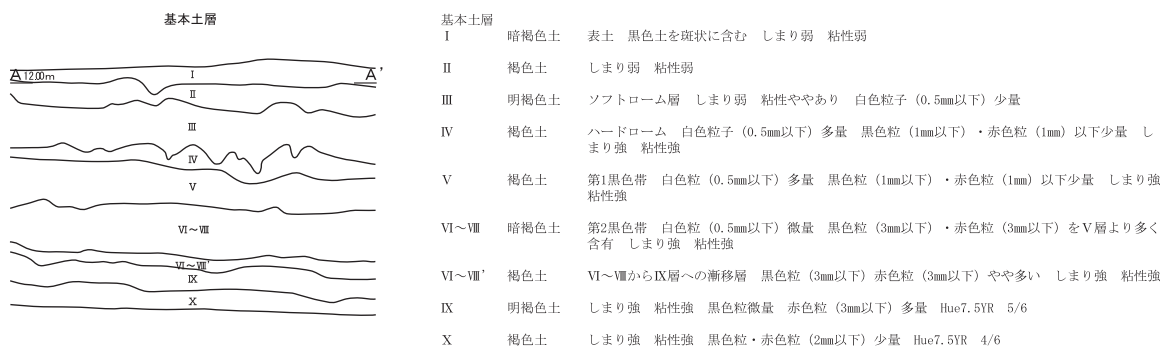 基本土層
A 12.00m A’
Ⅰ
Ⅱ
Ⅲ
Ⅳ
Ⅴ
Ⅵ～Ⅷ
Ⅵ～Ⅷ’
Ⅸ
Ⅹ
基本土層
Ⅰ 暗褐色土 表土 黒色土を斑状に含む しまり弱 粘性弱
Ⅱ 褐色土 しまり弱 粘性弱
Ⅲ 明褐色土 ソフトローム層 しまり弱 粘性ややあり 白色粒子（0.5㎜以下）少量
Ⅳ 褐色土 ハードローム 白色粒子（0.5㎜以下）多量 黒色粒（1㎜以下）・赤色粒（1㎜）以下少量 し
まり強 粘性強
Ⅴ 褐色土 第1黒色帯 白色粒（0.5㎜以下）多量 黒色粒（1㎜以下）・赤色粒（1㎜）以下少量 しまり強
粘性強
Ⅵ～Ⅷ 暗褐色土 第2黒色帯 白色粒（0.5㎜以下）微量 黒色粒（3㎜以下）・赤色粒（3㎜以下）をⅤ層より多く
含有 しまり強 粘性強
Ⅵ～Ⅷ’ 褐色土 Ⅵ～ⅧからⅨ層への漸移層 黒色粒（3㎜以下）赤色粒（3㎜以下）やや多い しまり強 粘性強
Ⅸ 明褐色土 しまり強 粘性強 黒色粒微量 赤色粒（3㎜以下）多量 Hue7.5YR 5/6
Ⅹ 褐色土 しまり強 粘性強 黒色粒・赤色粒（2㎜以下）少量 Hue7.5YR 4/6